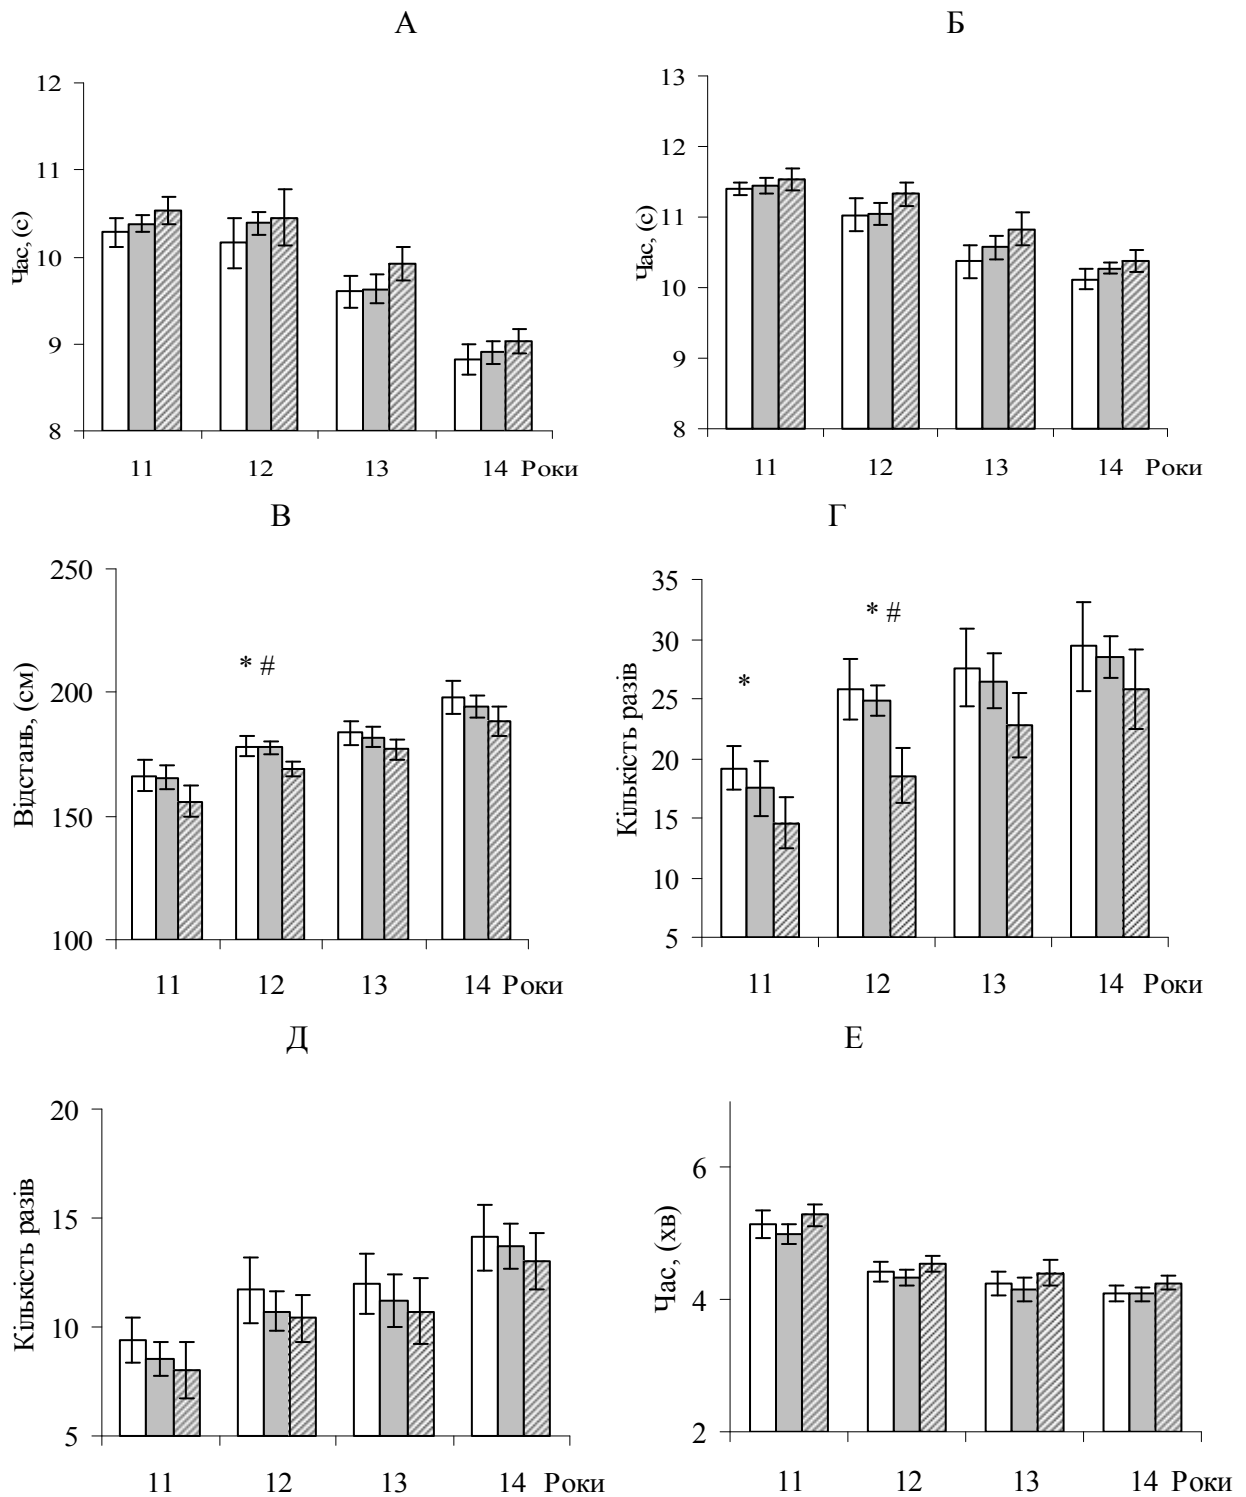 А
12
11
10
9
8
Час, (с)
11 12 13 14 Роки
Б
13
12
11
10
9
8
Час, (с)
11 12 13 14 Роки
В
250
200
150
100
Відстань, (см)
* #
11 12 13 14 Роки
Г
35
30
25
20
15
10
5
Кількість разів
*
* #
11 12 13 14 Роки
Д
20
15
10
5
Кількість разів
11 12 13 14 Роки
Е
6
4
2
Час, (хв)
11 12 13 14 Роки